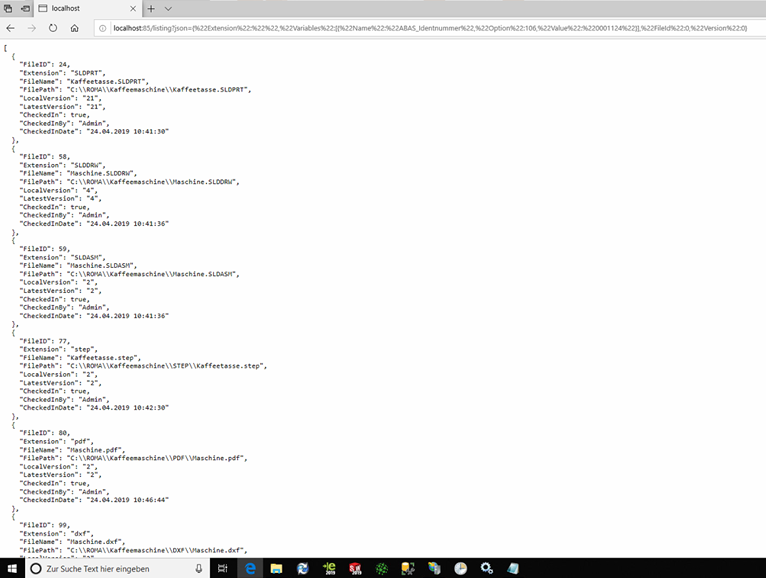 localhost
localhost:85/listing?json={%22Extension%22:%22%22,%22Variables%22:[{%22Name%22:%22ABAS_Identnummer%22,%22Option%22:106,%22Value%22:%220001124%22}],%22FileId%22:0,%22Version%22:0}
[
{
"FileID": 24,
"Extension": "SLDPRT",
"FileName": "Kaffeetasse.SLDPRT",
"FilePath": "C:\\ROMA\\Kaffeemaschine\\Kaffeetasse.SLDPRT",
"LocalVersion": "21",
"LatestVersion": "21",
"CheckedIn": true,
"CheckedInBy": "Admin",
"CheckedInDate": "24.04.2019 10:41:30"
},
{
"FileID": 58,
"Extension": "SLDDRW",
"FileName": "Maschine.SLDDRW",
"FilePath": "C:\\ROMA\\Kaffeemaschine\\Maschine.SLDDRW",
"LocalVersion": "4",
"LatestVersion": "4",
"CheckedIn": true,
"CheckedInBy": "Admin",
"CheckedInDate": "24.04.2019 10:41:36"
},
{
"FileID": 59,
"Extension": "SLDASM",
"FileName": "Maschine.SLDASM",
"FilePath": "C:\\ROMA\\Kaffeemaschine\\Maschine.SLDASM",
"LocalVersion": "2",
"LatestVersion": "2",
"CheckedIn": true,
"CheckedInBy": "Admin",
"CheckedInDate": "24.04.2019 10:41:36"
},
{
"FileID": 77,
"Extension": "step",
"FileName": "Kaffeetasse.step",
"FilePath": "C:\\ROMA\\Kaffeemaschine\\STEP\\Kaffeetasse.step",
"LocalVersion": "2",
"LatestVersion": "2",
"CheckedIn": true,
"CheckedInBy": "Admin",
"CheckedInDate": "24.04.2019 10:42:30"
},
{
"FileID": 80,
"Extension": "pdf",
"FileName": "Maschine.pdf",
"FilePath": "C:\\ROMA\\Kaffeemaschine\\PDF\\Maschine.pdf",
"LocalVersion": "2",
"LatestVersion": "2",
"CheckedIn": true,
"CheckedInBy": "Admin",
"CheckedInDate": "24.04.2019 10:46:44"
},
{
"FileID": 99,
"Extension": "dxf",
"FileName": "Maschine.dxf",
"FilePath": "C:\\ROMA\\Kaffeemaschine\\DXF\\Maschine.dxf",
Zur Suche Text hier eingeben
2019
2019